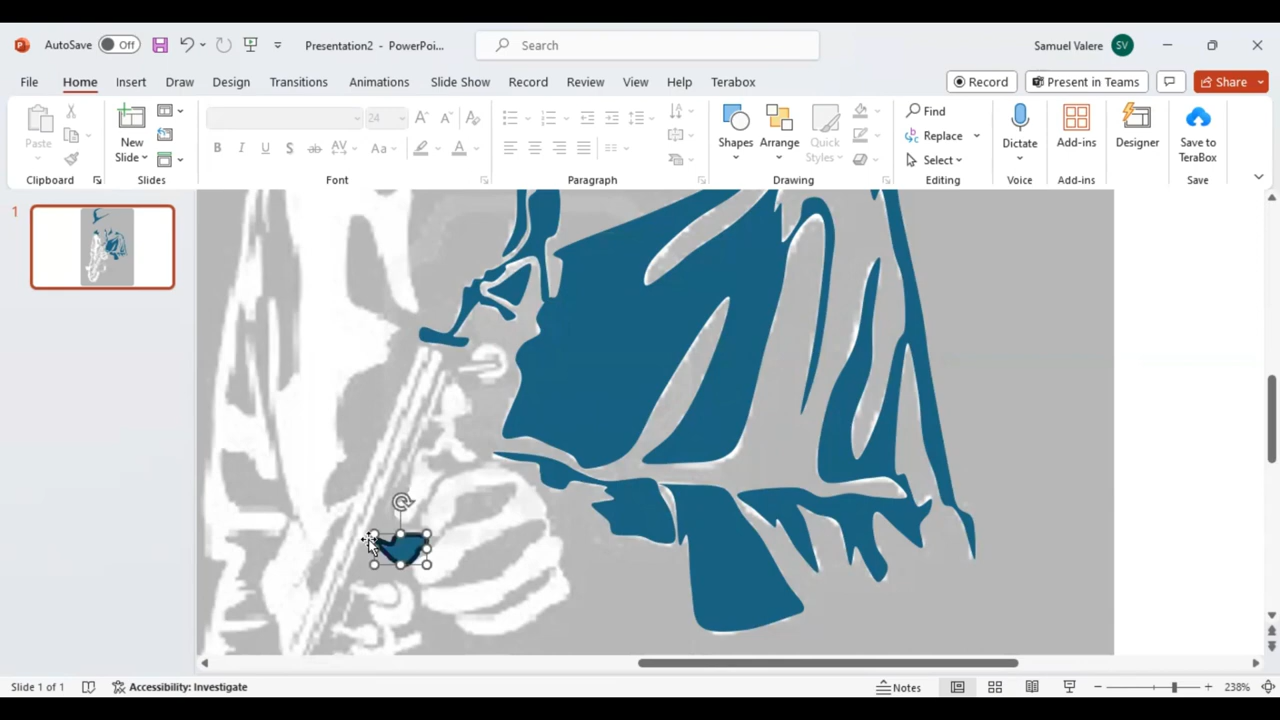 AutoSave Off Presentation2 - PowerPoi... Search Samuel Valere SV
File Home Insert Draw Design Transitions Animations Slide Show Record Review View Help Terabox Record Present in Teams Share
Paste New Slide 24 Aa A Shapes Arrange Quick Styles Find Replace Select Dictate Add-ins Designer Save to TeraBox
B I U S ab AV
Clipboard Slides Font Paragraph Drawing Editing Voice Add-ins Save
1
Slide 1 of 1 Accessibility: Investigate Notes 238%